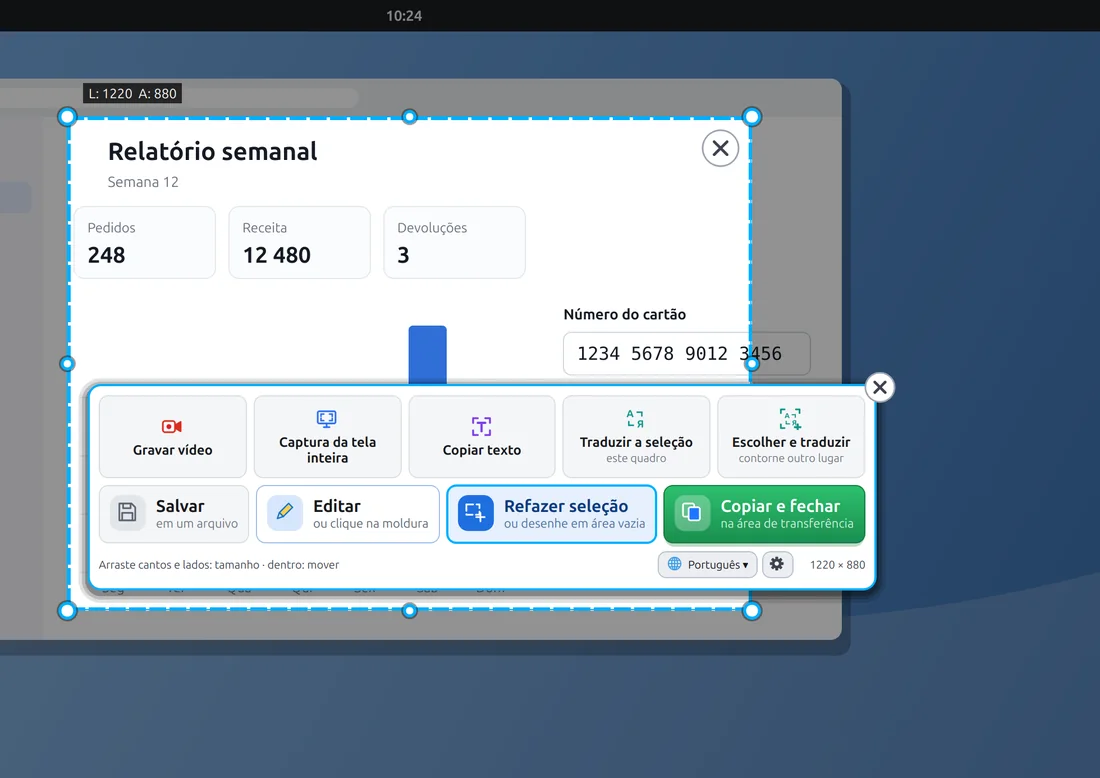 10:24
L: 1220 A: 880
Relatório semanal
Semana 12
Pedidos
248
Receita
12 480
Devoluções
3
Número do cartão
1234 5678 9012 3456
Gravar vídeo
Captura da tela
inteira
Copiar texto
Traduzir a seleção
este quadro
Escolher e traduzir
contorne outro lugar
Salvar
em um arquivo
Editar
ou clique na moldura
Refazer seleção
ou desenhe em área vazia
Copiar e fechar
na área de transferência
Arraste cantos e lados: tamanho · dentro: mover
Português ▾
1220 × 880